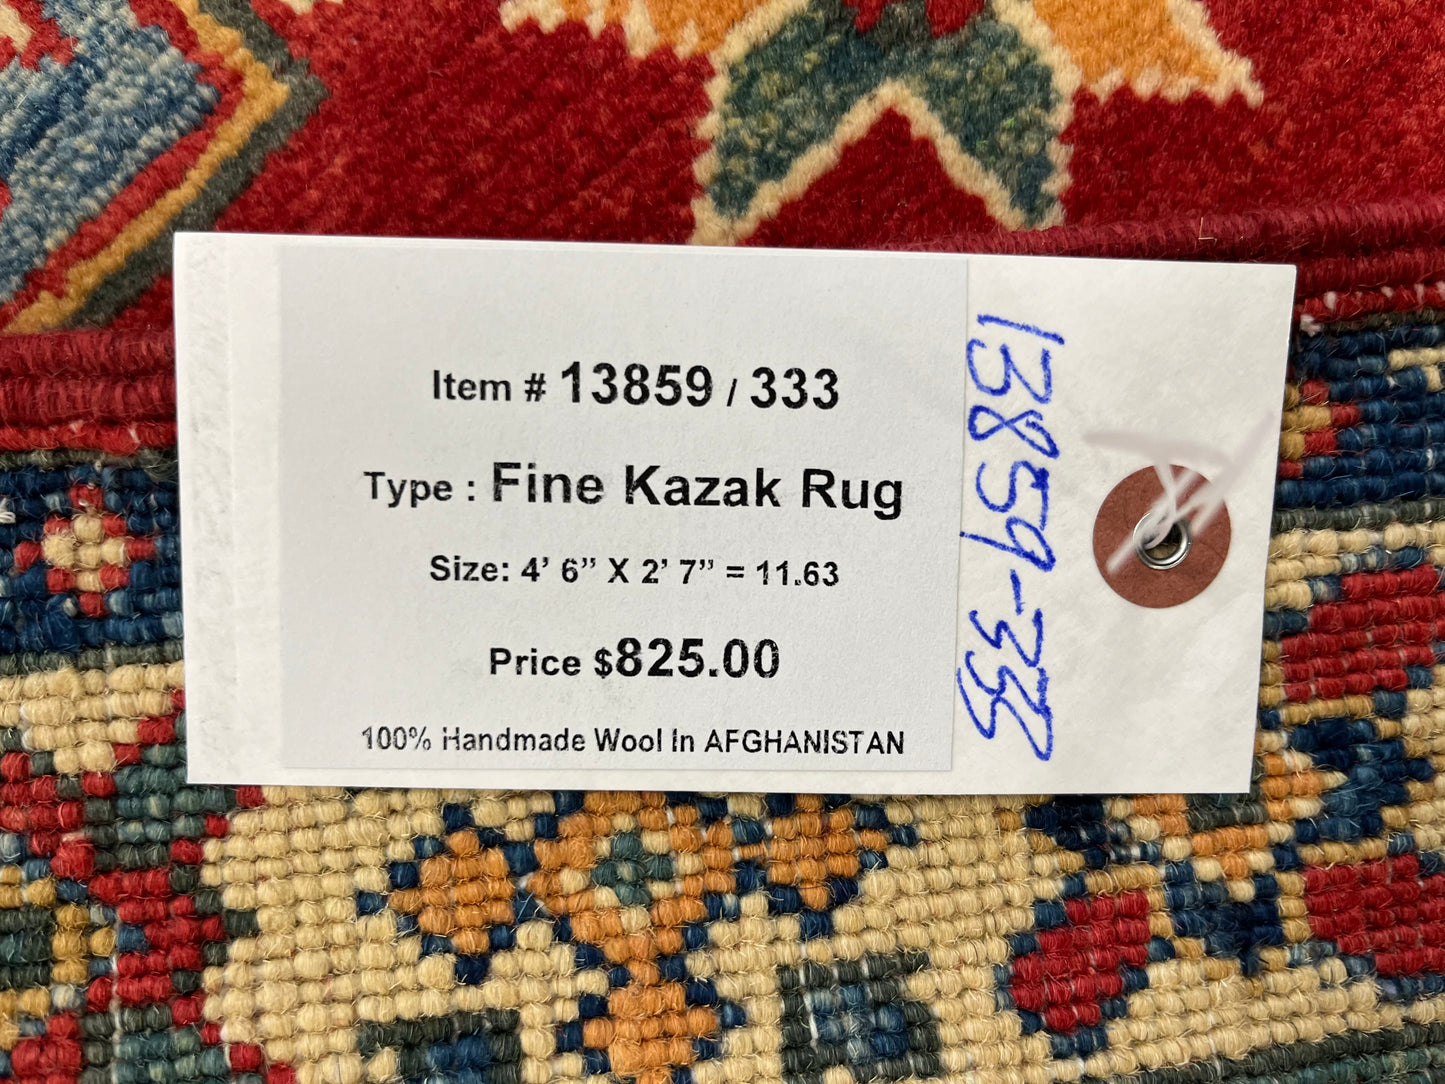 Item # 13859 / 333
Type : Fine Kazak Rug
Size: 4’ 6” X 2’ 7” = 11.63
Price $825.00
100% Handmade Wool In AFGHANISTAN
13859-333